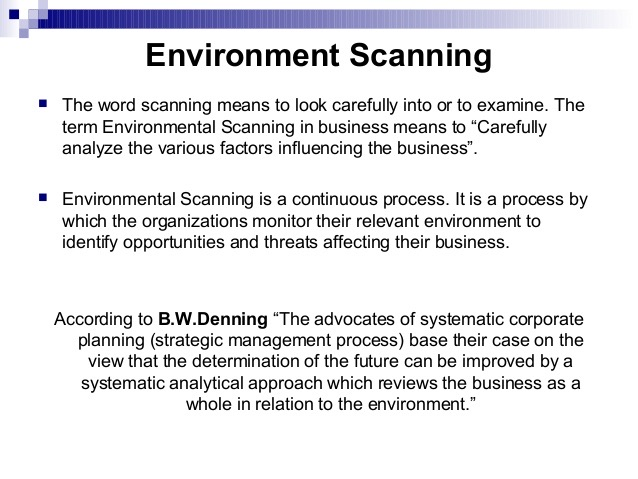 Environment Scanning
The word scanning means to look carefully into or to examine. The
term Environmental Scanning in business means to “Carefully
analyze the various factors influencing the business”.
Environmental Scanning is a continuous process. It is a process by
which the organizations monitor their relevant environment to
identify opportunities and threats affecting their business.
According to B.W.Denning “The advocates of systematic corporate
planning (strategic management process) base their case on the
view that the determination of the future can be improved by a
systematic analytical approach which reviews the business as a
whole in relation to the environment.”